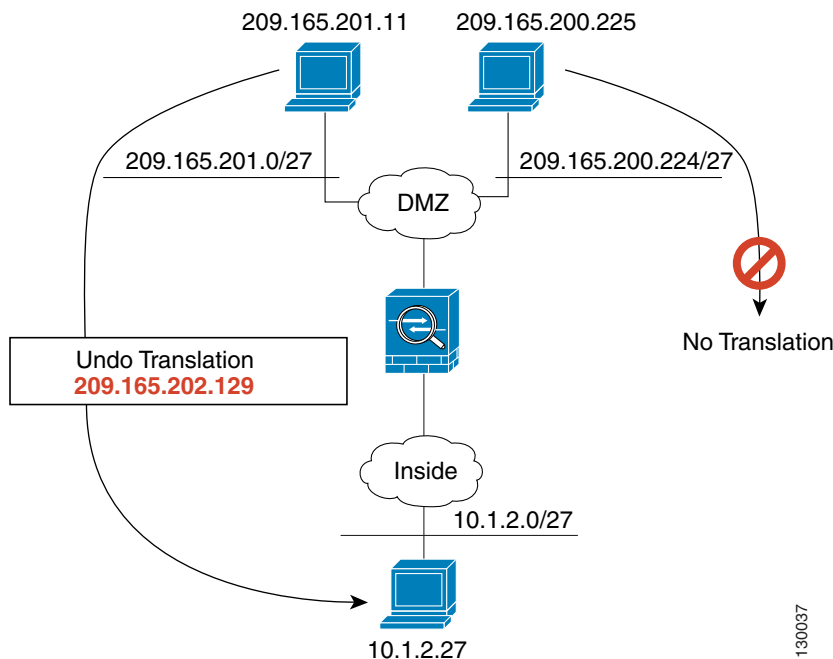 209.165.201.11
209.165.200.225
209.165.201.0/27
209.165.200.224/27
DMZ
No Translation
Undo Translation
209.165.202.129
Inside
10.1.2.0/27
10.1.2.27
130037